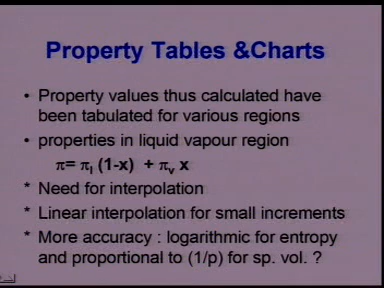 Property Tables &Charts
• Property values thus calculated have
been tabulated for various regions
• properties in liquid vapour region
π= πl (1-x) + πv x
* Need for interpolation
* Linear interpolation for small increments
* More accuracy : logarithmic for entropy
and proportional to (1/p) for sp. vol. ?